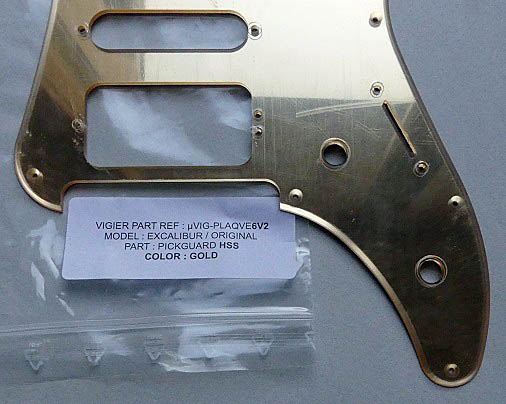 VIGIER PART REF : µVIG-PLAQVE6V2
MODEL : EXCALIBUR / ORIGINAL
PART : PICKGUARD HSS
COLOR : GOLD